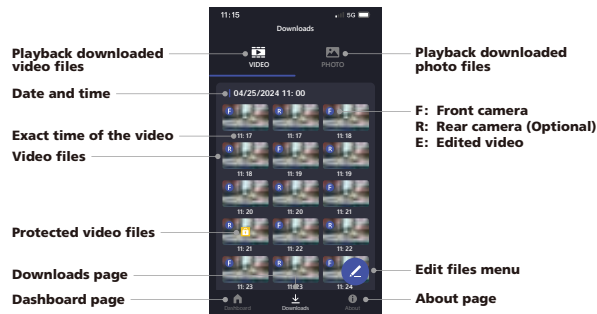 11:15
5G
Downloads
VIDEO
PHOTO
Playback downloaded
video files
Playback downloaded
photo files
Date and time
04/25/2024 11: 00
F R F
F: Front camera
R: Rear camera (Optional)
E: Edited video
Exact time of the video
11: 17 11: 17 11: 18
Video files
R F R
11: 18 11: 19 11: 19
F R F
11: 20 11: 20 11: 21
Protected video files
R F R
11: 21 11: 22 11: 22
F R F
Downloads page
Edit files menu
11: 23 11: 23 11: 24
Dashboard page
About page
Dashboard Downloads About